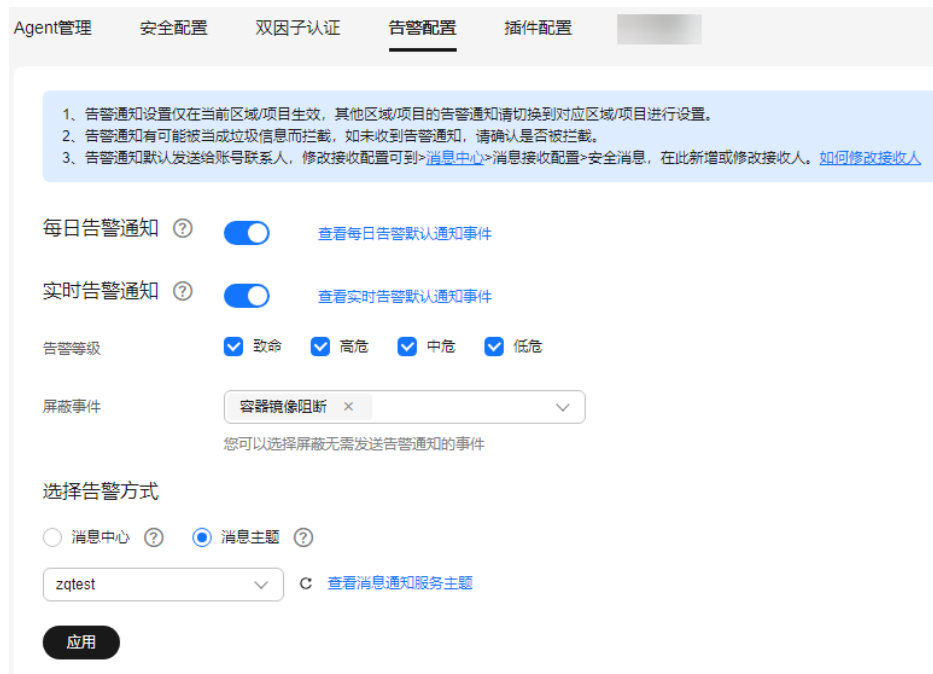 Agent管理 安全配置 双因子认证 告警配置 插件配置
1、告警通知设置仅在当前区域/项目生效，其他区域/项目的告警通知请切换到对应区域/项目进行设置。
2、告警通知有可能被当成垃圾信息而拦截，如未收到告警通知，请确认是否被拦截。
3、告警通知默认发送给账号联系人，修改接收配置可到>消息中心>消息接收配置>安全消息，在此新增或修改接收人。如何修改接收人
每日告警通知 ? 查看每日告警默认通知事件
实时告警通知 ? 查看实时告警默认通知事件
告警等级 致命 高危 中危 低危
屏蔽事件 容器镜像阻断 ×
您可以选择屏蔽无需发送告警通知的事件
选择告警方式
消息中心 ? 消息主题 ?
zqtest C 查看消息通知服务主题
应用